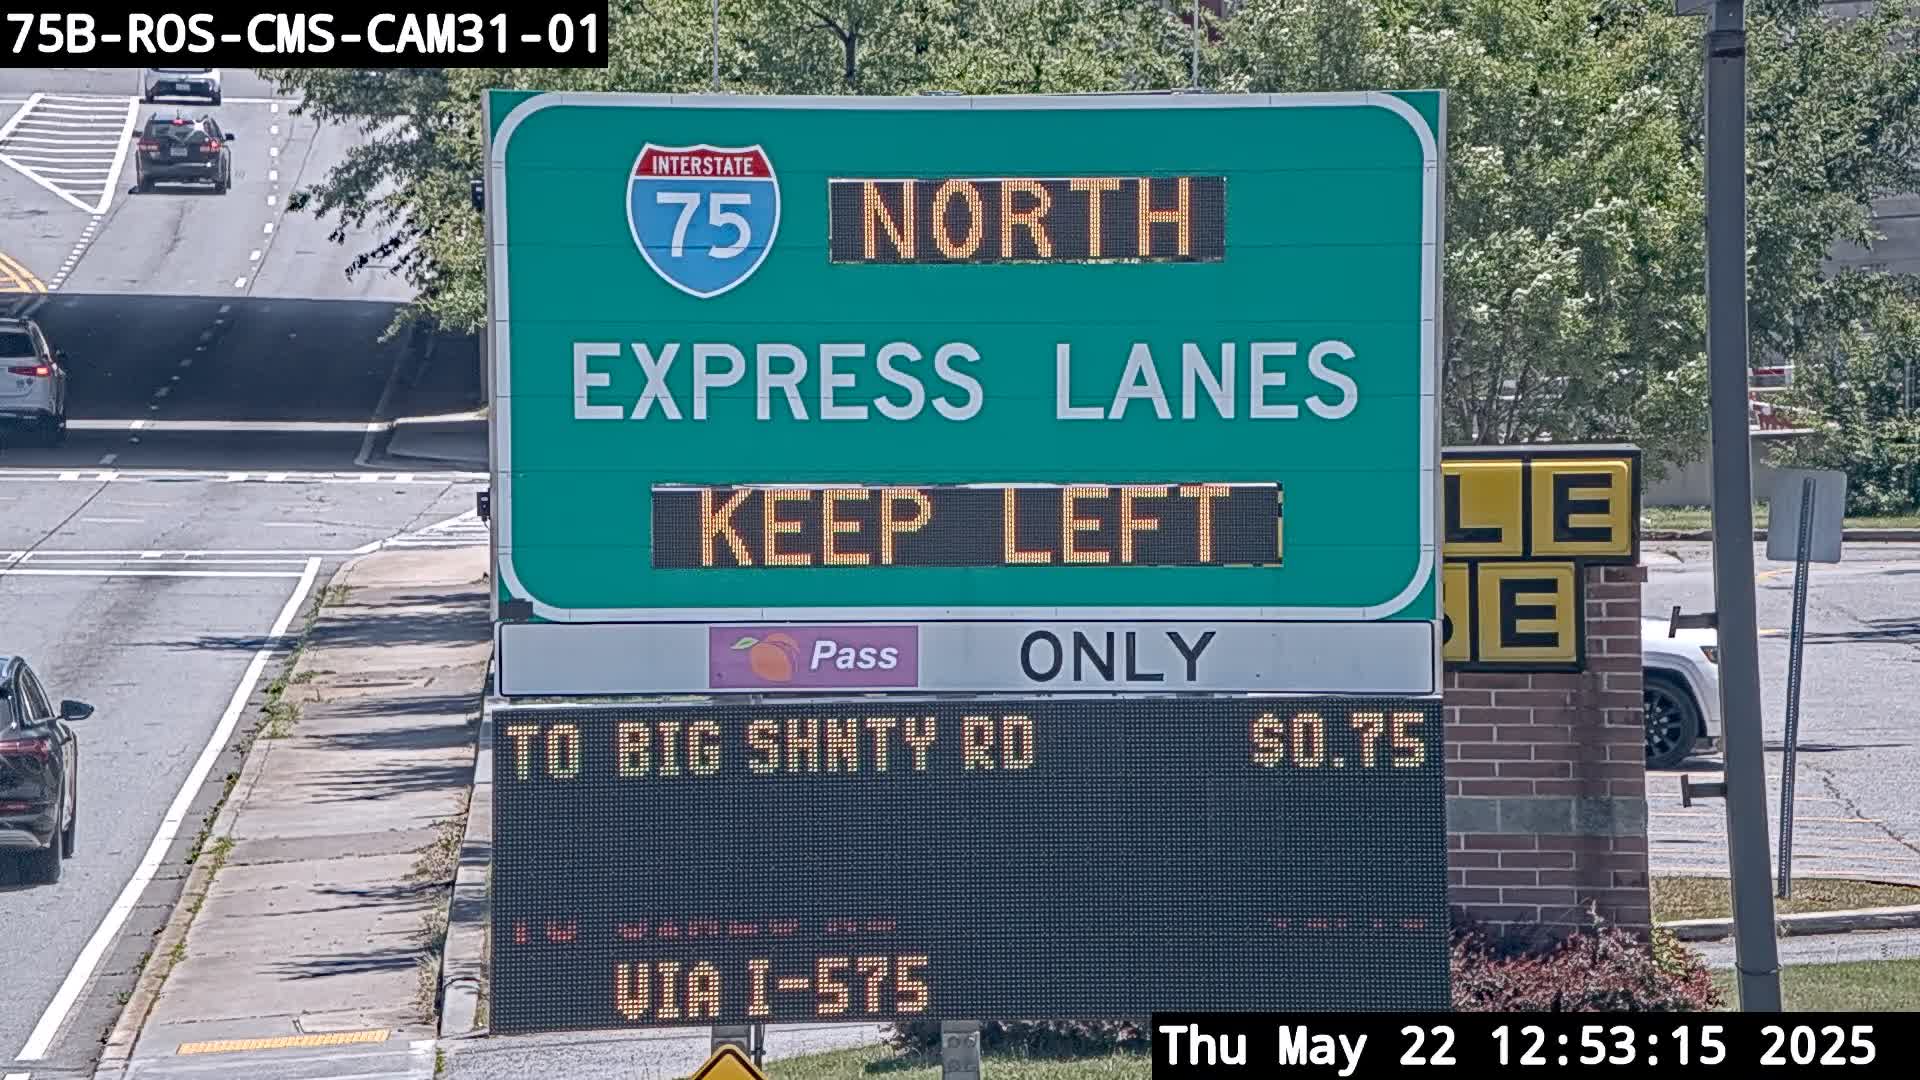 75B-ROS-CMS-CAM31-01
INTERSTATE
75
NORTH
EXPRESS LANES
KEEP LEFT
LE
E
Pass ONLY
TO BIG SHNTY RD $0.75
VIA I-575
Thu May 22 12:53:15 2025